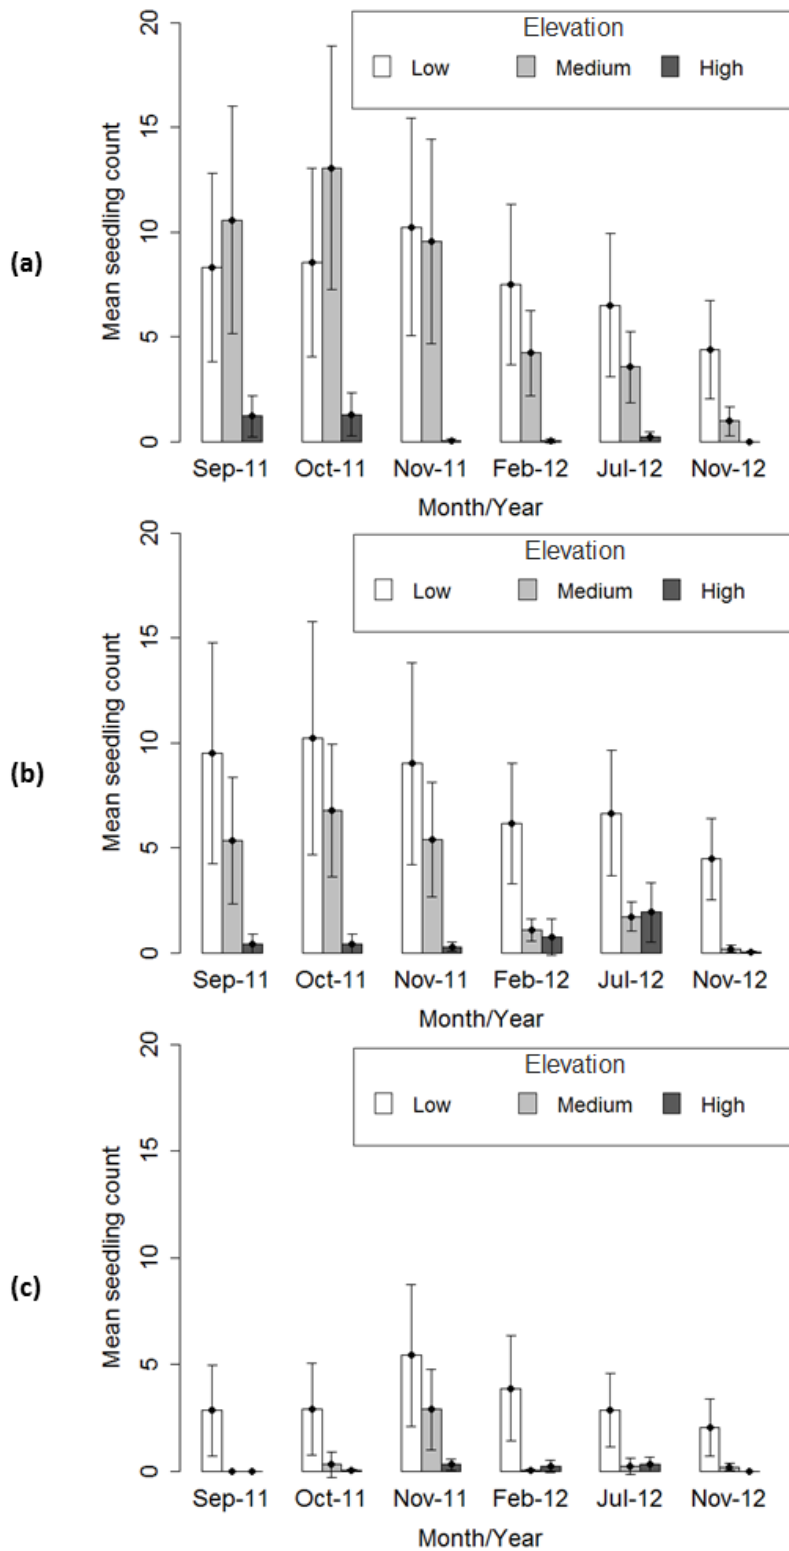 (a)
Mean seedling count
20
15
10
5
0
Elevation
Low Medium High
Sep-11 Oct-11 Nov-11 Feb-12 Jul-12 Nov-12
Month/Year
(b)
Mean seedling count
20
15
10
5
0
Elevation
Low Medium High
Sep-11 Oct-11 Nov-11 Feb-12 Jul-12 Nov-12
Month/Year
(c)
Mean seedling count
20
15
10
5
0
Elevation
Low Medium High
Sep-11 Oct-11 Nov-11 Feb-12 Jul-12 Nov-12
Month/Year